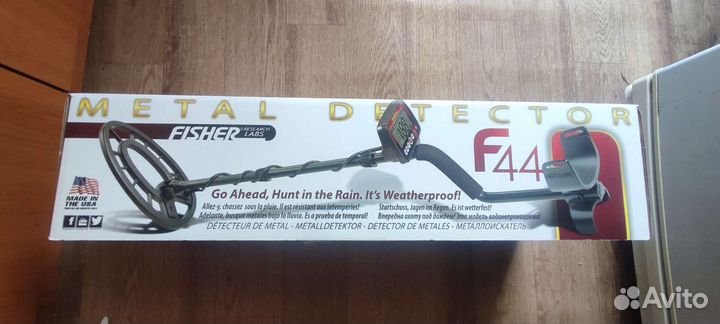 METAL DETECTOR
FISHER RESEARCH LABS
F44
MADE IN THE USA
Go Ahead, Hunt in the Rain. It's Weatherproof!
Allez-y, chassez sous la pluie. Il est résistant aux intempéries!
Startschuss, Jagen im Regen. Es ist wetterfest!
Adelante, busque metales bajo la lluvia. Es a prueba de temporal!
Вперед на охоту под дождем! Эта модель водонепроницаема!
DÉTECTEUR DE METAL - METALLDETEKTOR - DETECTOR DE METALES - МЕТАЛЛОИСКАТЕЛЬ
Avito